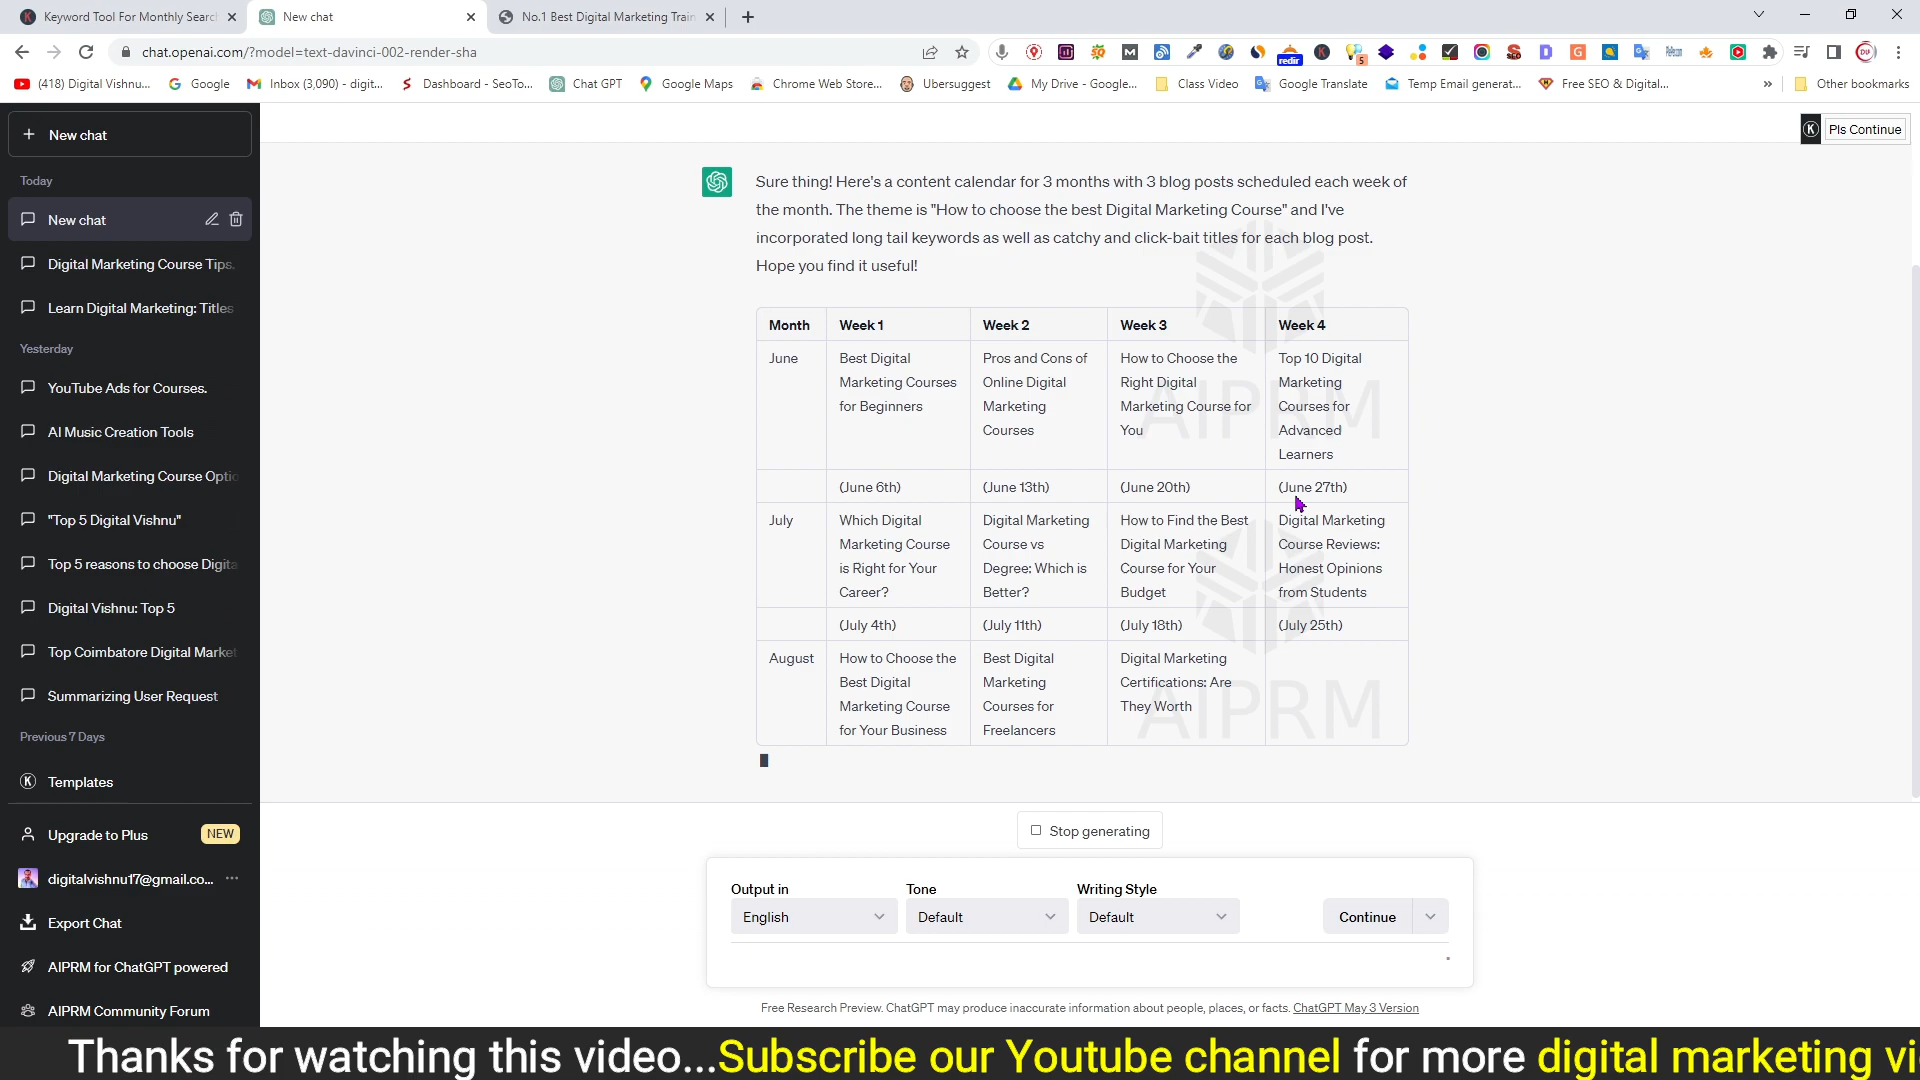 Keyword Tool For Monthly Searc
New chat
No.1 Best Digital Marketing Train
chat.openai.com/?model=text-davinci-002-render-sha
redir
5
(418) Digital Vishnu...
Google
Inbox (3,090) - digit...
Dashboard - SeoTo...
Chat GPT
Google Maps
Chrome Web Store...
Ubersuggest
My Drive - Google...
Class Video
Google Translate
Temp Email generat...
Free SEO & Digital...
»
Other bookmarks
+ New chat
Today
New chat
Digital Marketing Course Tips.
Learn Digital Marketing: Titles
Yesterday
YouTube Ads for Courses.
AI Music Creation Tools
Digital Marketing Course Optio
"Top 5 Digital Vishnu"
Top 5 reasons to choose Digita
Digital Vishnu: Top 5
Top Coimbatore Digital Market
Summarizing User Request
Previous 7 Days
Templates
Upgrade to Plus NEW
digitalvishnu17@gmail.co... ...
Export Chat
AIPRM for ChatGPT powered
AIPRM Community Forum
K Pls Continue
Sure thing! Here's a content calendar for 3 months with 3 blog posts scheduled each week of
the month. The theme is "How to choose the best Digital Marketing Course" and I've
incorporated long tail keywords as well as catchy and click-bait titles for each blog post.
Hope you find it useful!
Month Week 1 Week 2 Week 3 Week 4
June
Best Digital
Marketing Courses
for Beginners
Pros and Cons of
Online Digital
Marketing
Courses
How to Choose the
Right Digital
Marketing Course for
You
Top 10 Digital
Marketing
Courses for
Advanced
Learners
(June 6th) (June 13th) (June 20th) (June 27th)
July
Which Digital
Marketing Course
is Right for Your
Career?
Digital Marketing
Course vs
Degree: Which is
Better?
How to Find the Best
Digital Marketing
Course for Your
Budget
Digital Marketing
Course Reviews:
Honest Opinions
from Students
(July 4th) (July 11th) (July 18th) (July 25th)
August
How to Choose the
Best Digital
Marketing Course
for Your Business
Best Digital
Marketing
Courses for
Freelancers
Digital Marketing
Certifications: Are
They Worth
AIPRM
AIPRM
Stop generating
Output in
English
Tone
Default
Writing Style
Default
Continue
Free Research Preview. ChatGPT may produce inaccurate information about people, places, or facts. ChatGPT May 3 Version
Thanks for watching this video...Subscribe our Youtube channel for more digital marketing vi